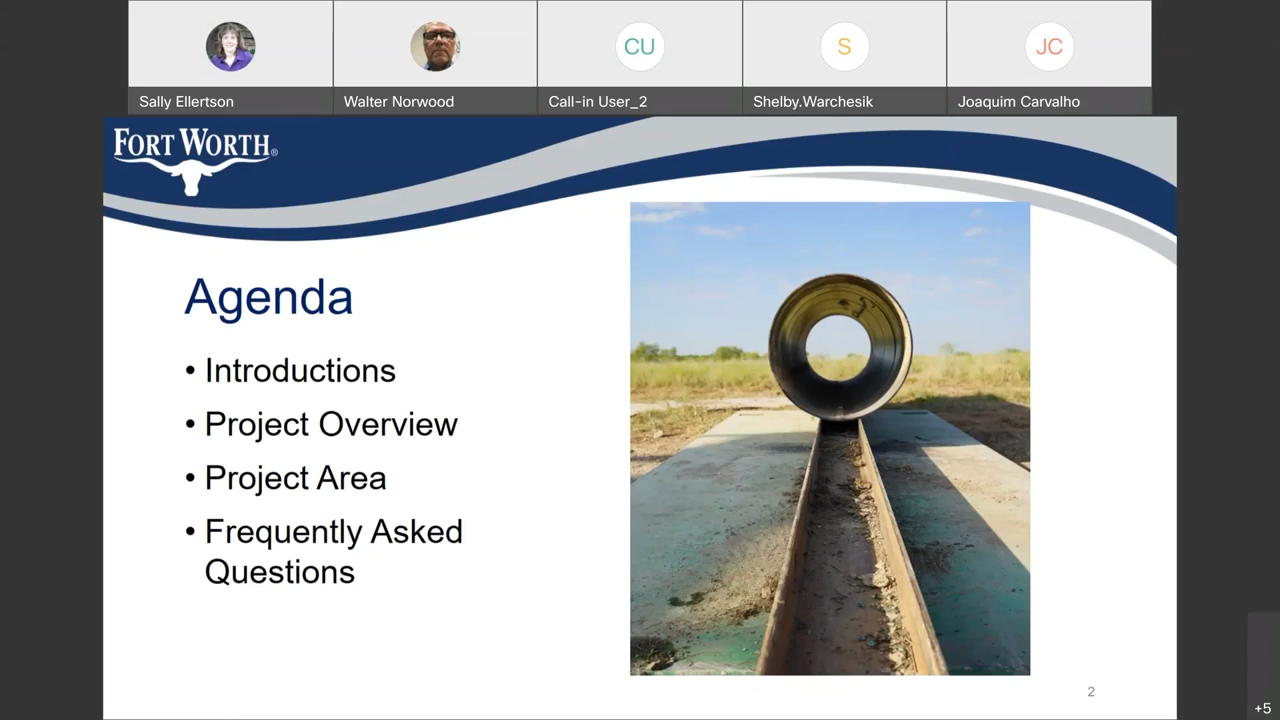 CU
S
JC
Sally Ellertson
Walter Norwood
Call-in User_2
Shelby.Warchesik
Joaquim Carvalho
FORT WORTH®
Agenda
• Introductions
• Project Overview
• Project Area
• Frequently Asked
Questions
2
+5